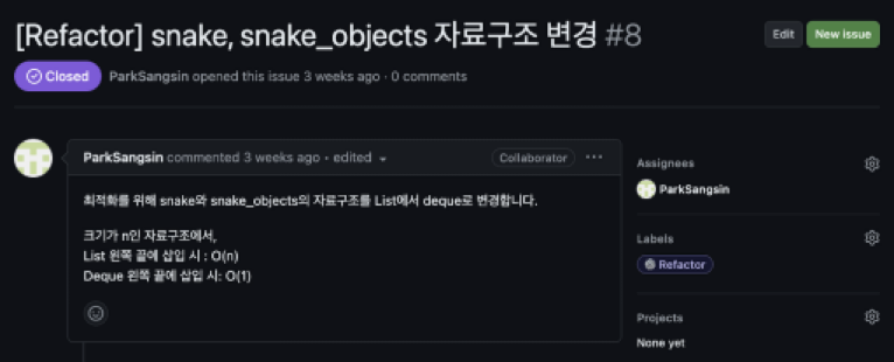 [Refactor] snake, snake_objects 자료구조 변경 #8
Edit
New issue
Closed
ParkSangsin opened this issue 3 weeks ago · 0 comments
ParkSangsin commented 3 weeks ago • edited
Collaborator
최적화를 위해 snake와 snake_objects의 자료구조를 List에서 deque로 변경합니다.
크기가 n인 자료구조에서,
List 왼쪽 끝에 삽입 시 : O(n)
Deque 왼쪽 끝에 삽입 시: O(1)
Assignees
ParkSangsin
Labels
Refactor
Projects
None yet